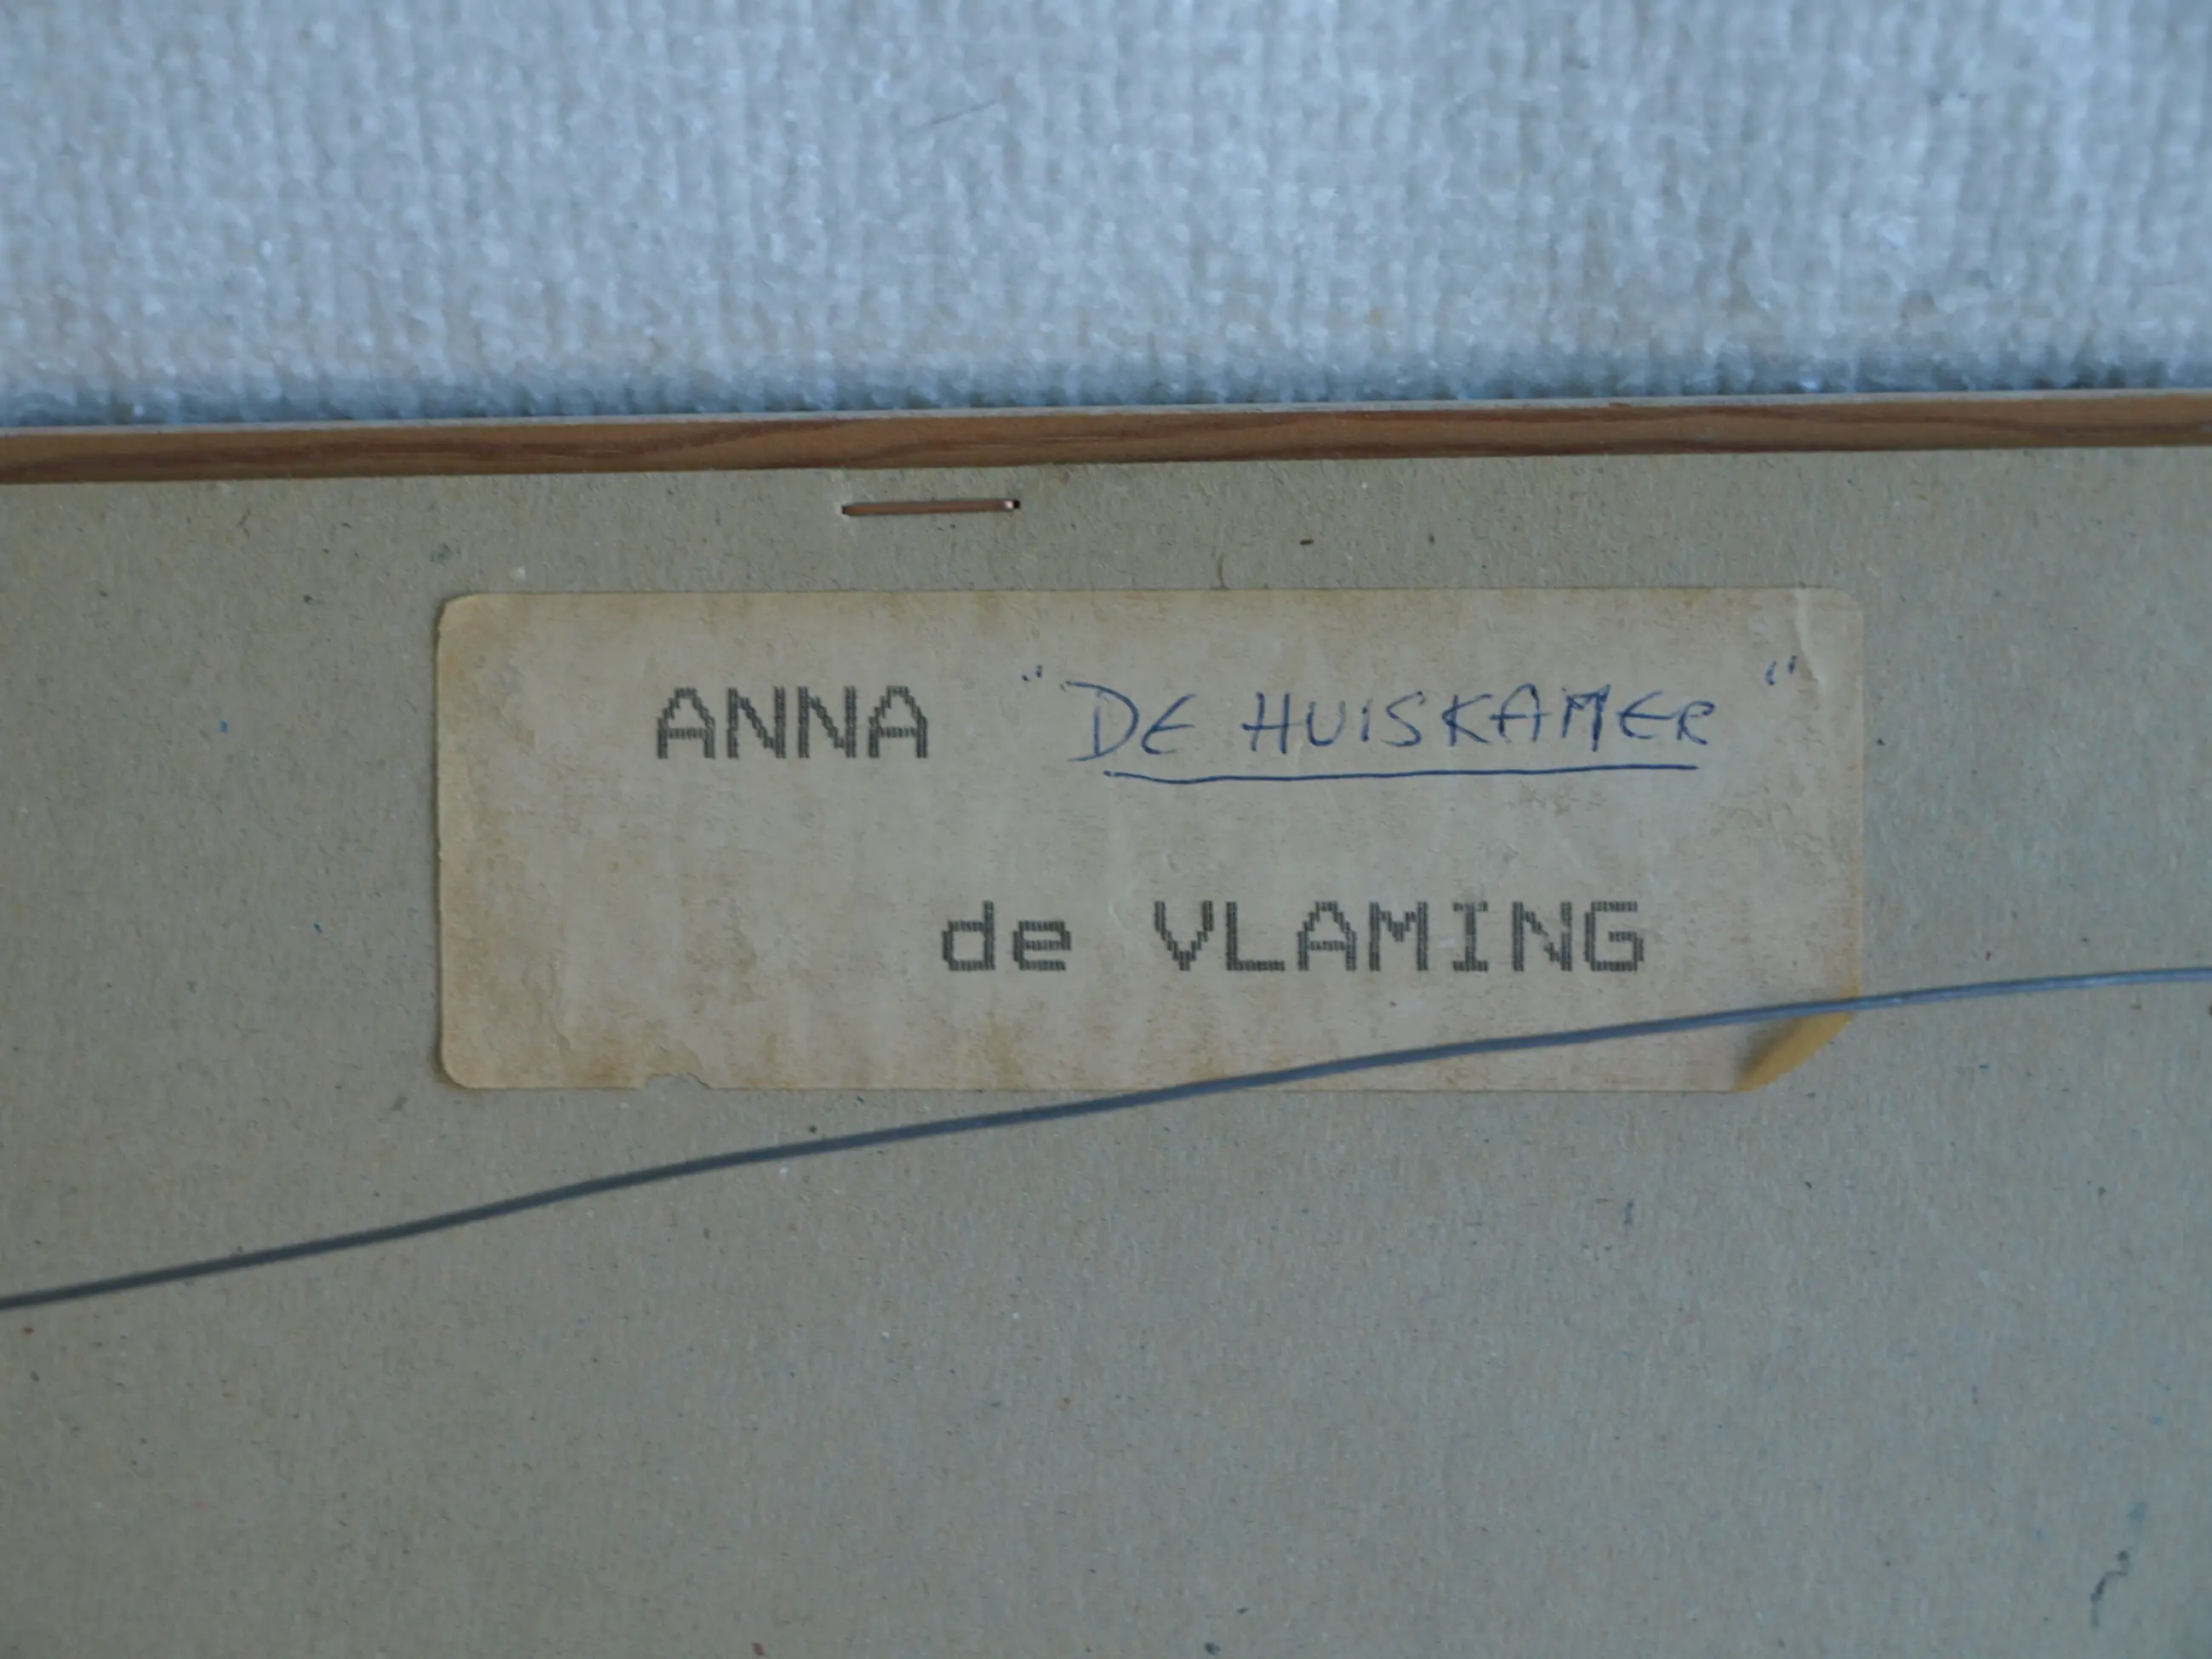 ANNA "DE HUISKAMER"
de VLAMING